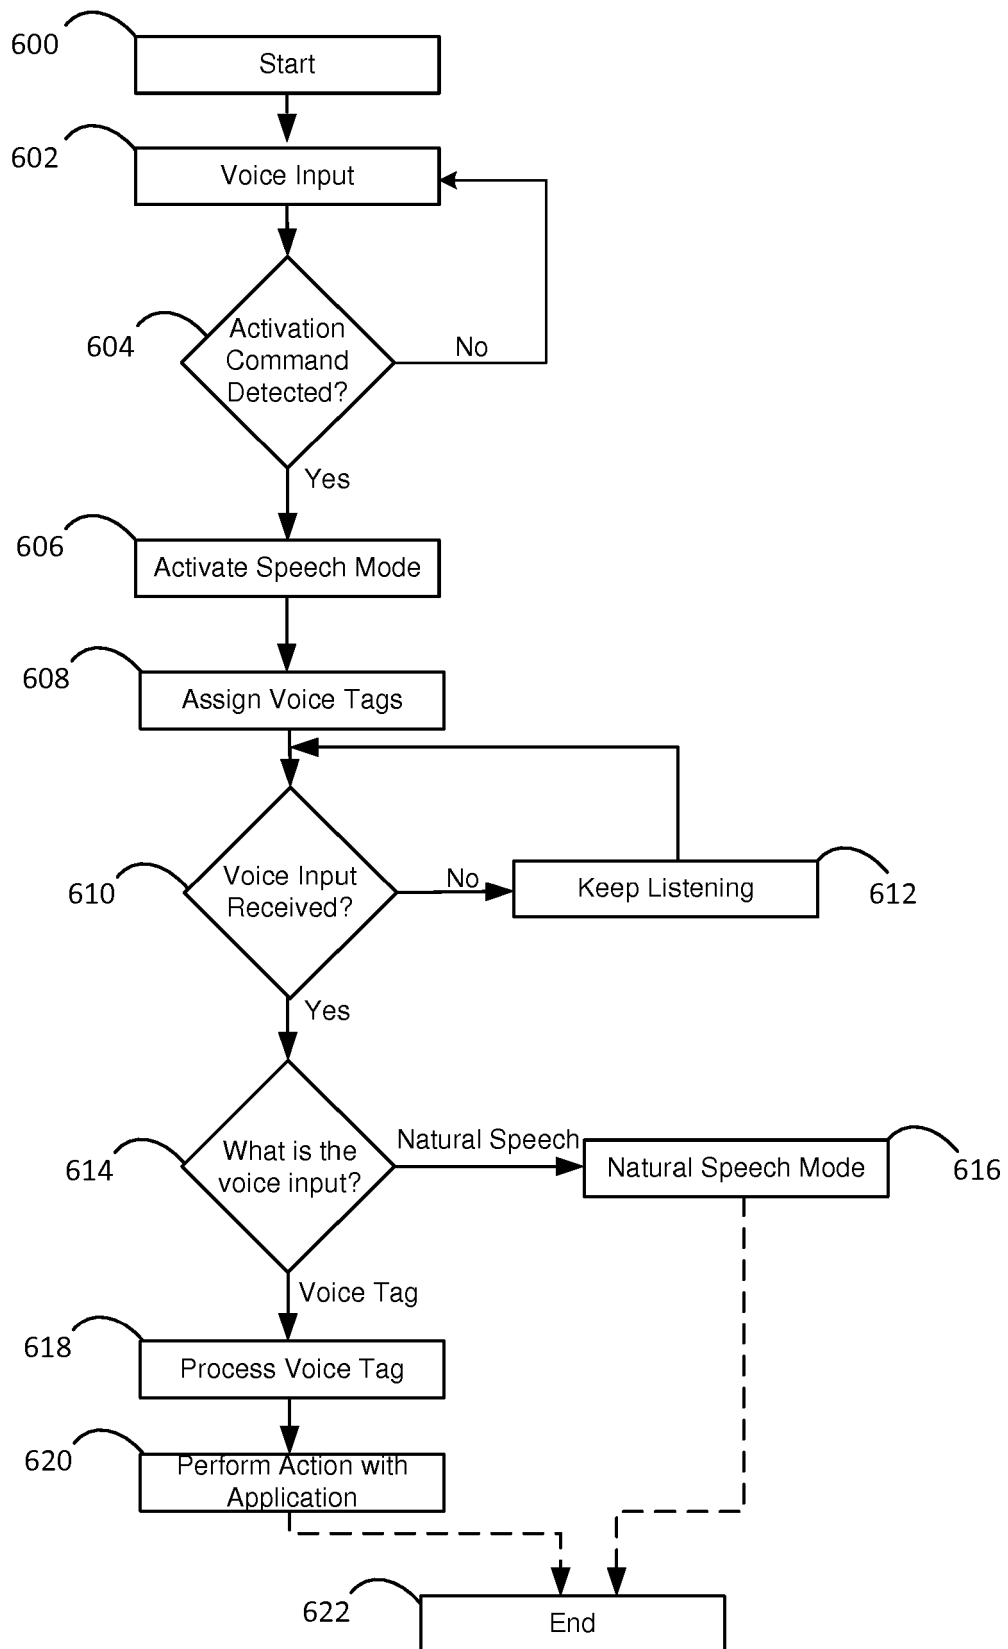 600
Start
602
Voice Input
604
Activation
Command
Detected?
No
Yes
606
Activate Speech Mode
608
Assign Voice Tags
610
Voice Input
Received?
No
Keep Listening
612
Yes
614
What is the
voice input?
Natural Speech
Natural Speech Mode
616
Voice Tag
618
Process Voice Tag
620
Perform Action with
Application
622
End